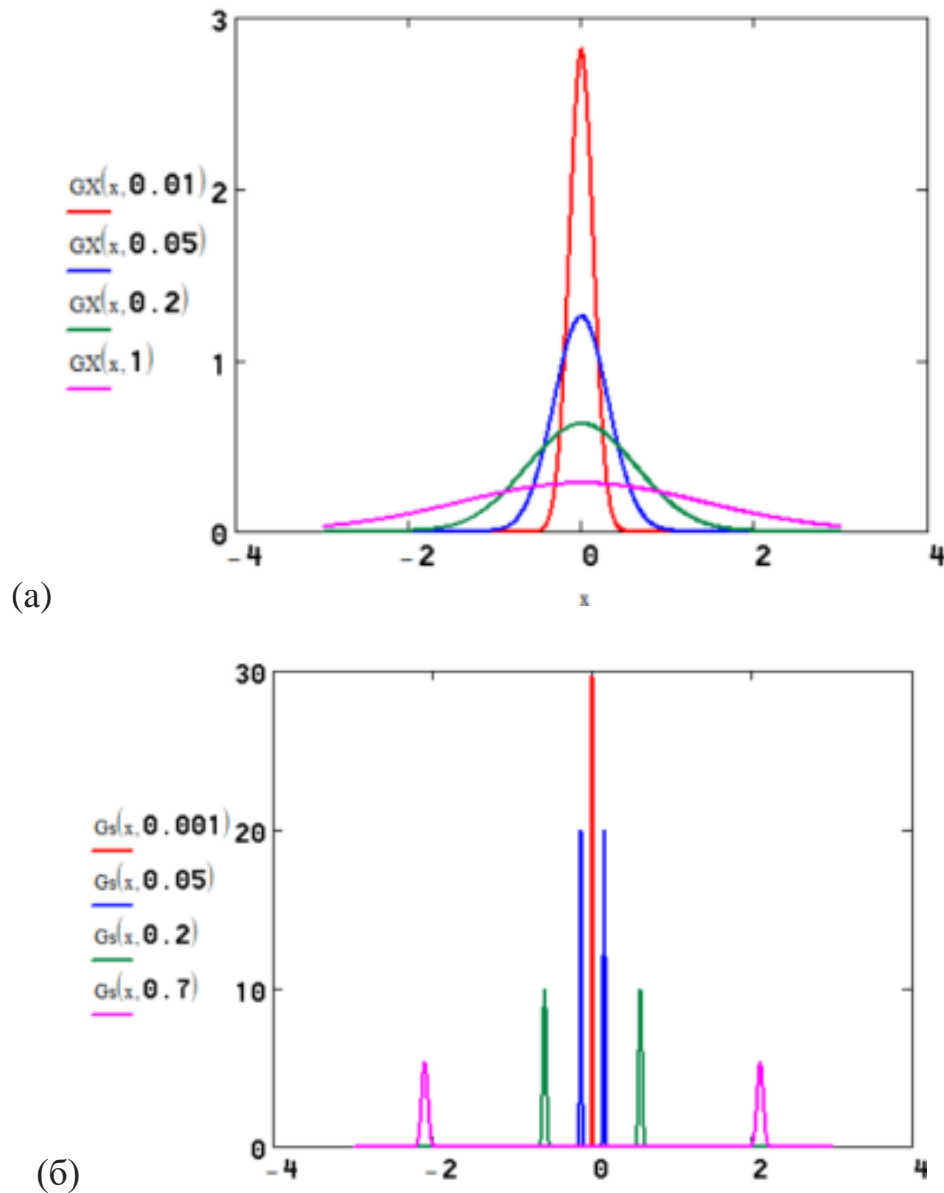 3
2
1
0
GX(x,0.01)
GX(x,0.05)
GX(x,0.2)
GX(x,1)
-4 -2 0 2 4
x
(a)
30
20
10
0
Gs(x,0.001)
Gs(x,0.05)
Gs(x,0.2)
Gs(x,0.7)
-4 -2 0 2 4
(б)